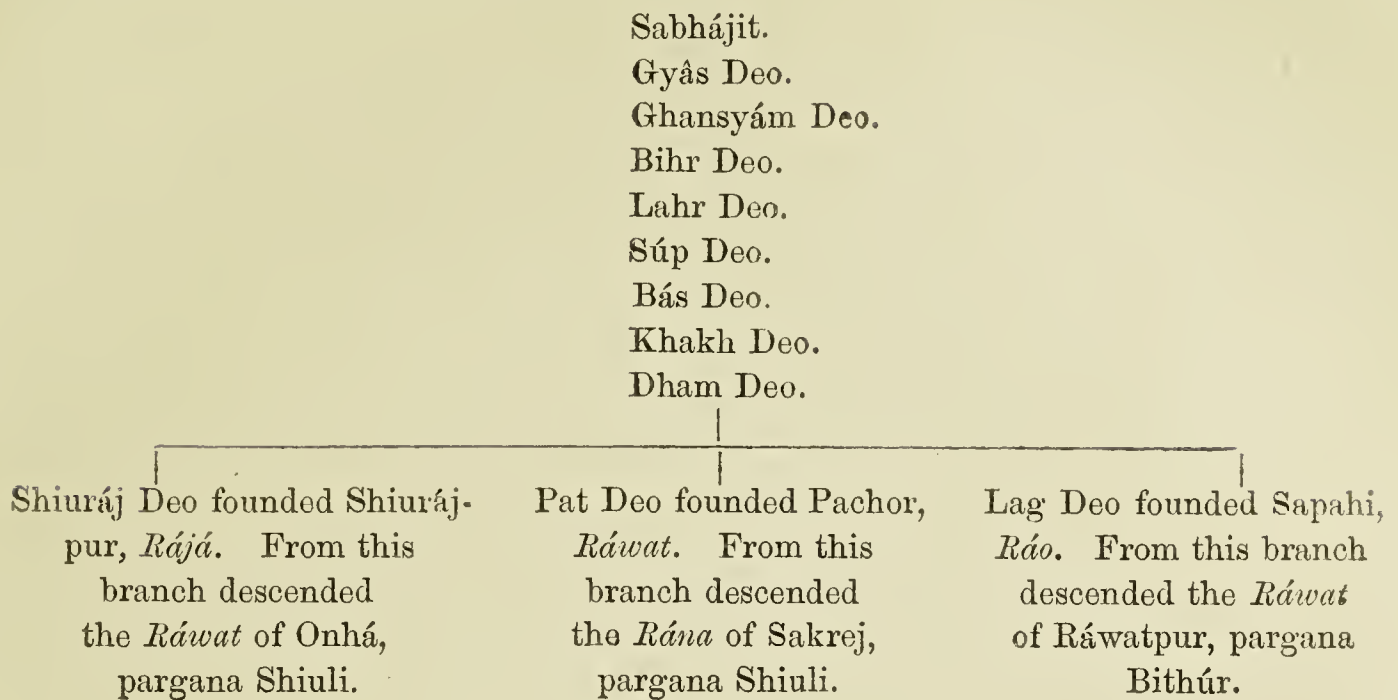 Sabhájit.
Gyâs Deo.
Ghansyám Deo.
Bihr Deo.
Lahr Deo.
Súp Deo.
Bás Deo.
Khakh Deo.
Dham Deo.
Shiuráj Deo founded Shiuráj-
pur, Rájá. From this
branch descended
the Ráwat of Onhá,
pargana Shiuli.
Pat Deo founded Pachor,
Ráwat. From this
branch descended
the Rána of Sakrej,
pargana Shiuli.
Lag Deo founded Sapahi,
Ráo. From this branch
descended the Ráwat
of Ráwatpur, pargana
Bithúr.